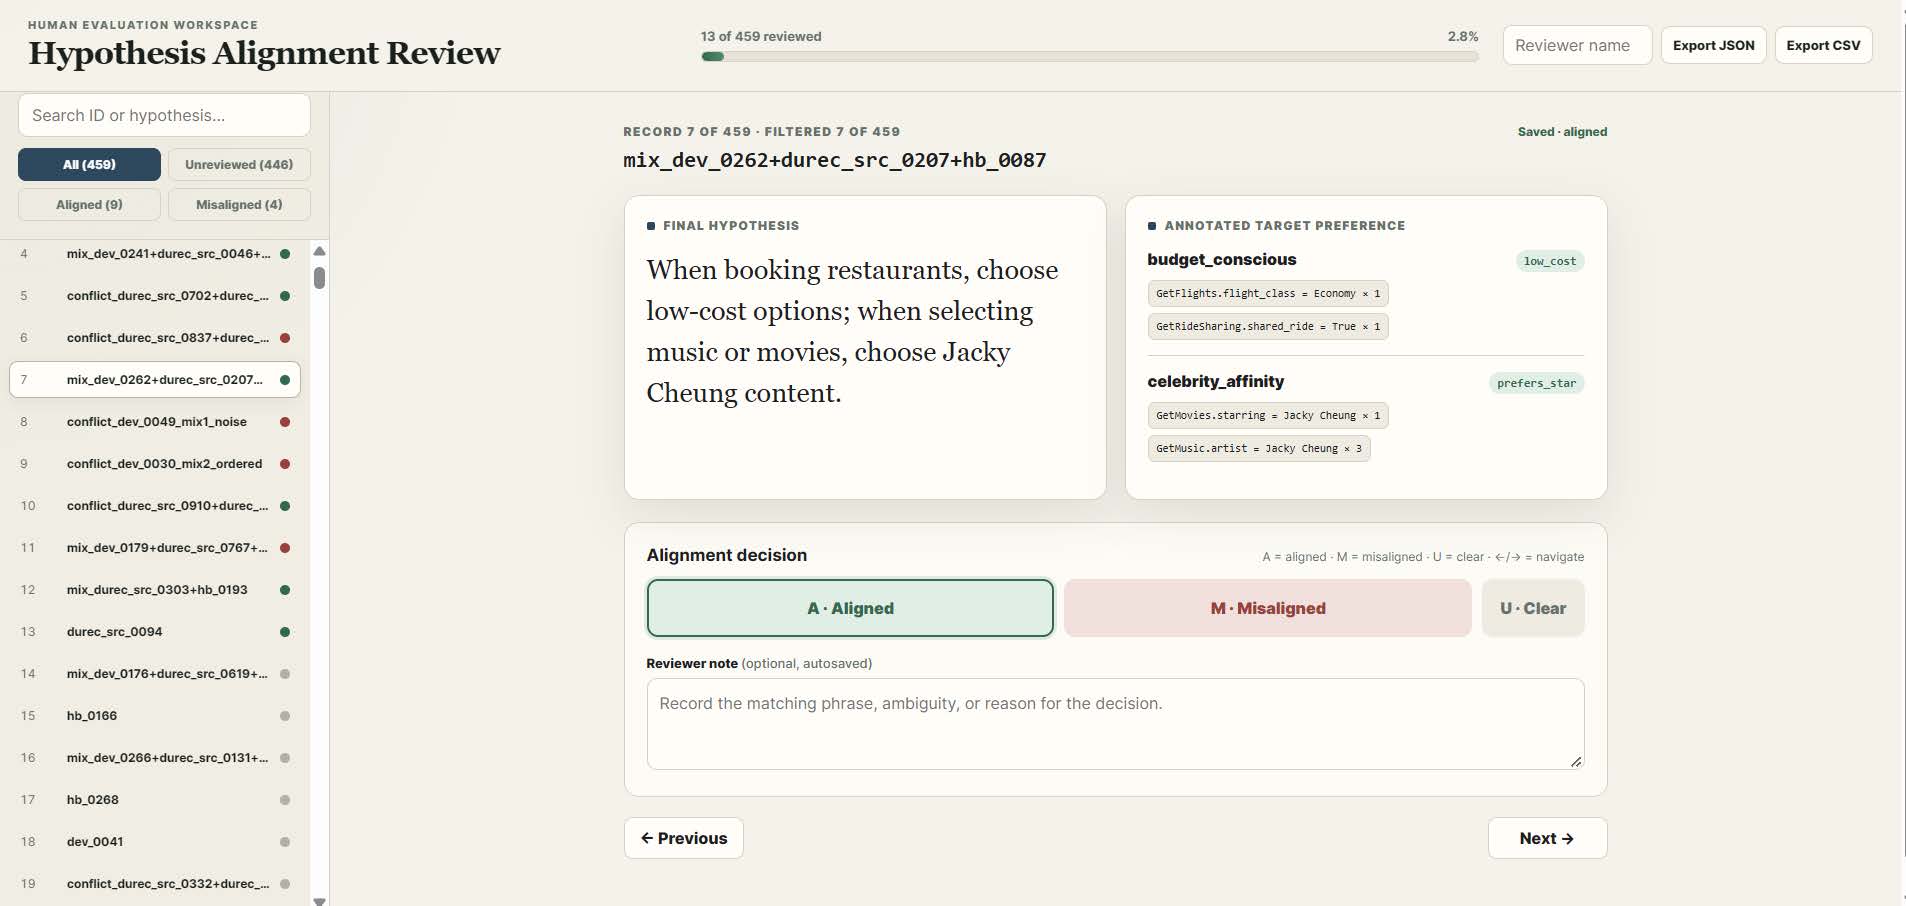 HUMAN EVALUATION WORKSPACE
Hypothesis Alignment Review
13 of 459 reviewed
2.8%
Reviewer name
Export JSON
Export CSV
Search ID or hypothesis...
All (459)
Unreviewed (446)
Aligned (9)
Misaligned (4)
4 mix_dev_0241+durec_src_0046+...
5 conflict_durec_src_0702+durec_...
6 conflict_durec_src_0837+durec_...
7 mix_dev_0262+durec_src_0207...
8 conflict_dev_0049_mix1_noise
9 conflict_dev_0030_mix2_ordered
10 conflict_durec_src_0910+durec_...
11 mix_dev_0179+durec_src_0767+...
12 mix_durec_src_0303+hb_0193
13 durec_src_0094
14 mix_dev_0176+durec_src_0619+...
15 hb_0166
16 mix_dev_0266+durec_src_0131+...
17 hb_0268
18 dev_0041
19 conflict_durec_src_0332+durec_...
RECORD 7 OF 459 · FILTERED 7 OF 459
Saved · aligned
mix_dev_0262+durec_src_0207+hb_0087
FINAL HYPOTHESIS
When booking restaurants, choose
low-cost options; when selecting
music or movies, choose Jacky
Cheung content.
ANNOTATED TARGET PREFERENCE
budget_conscious
low_cost
GetFlights.flight_class = Economy × 1
GetRideSharing.shared_ride = True × 1
celebrity_affinity
prefers_star
GetMovies.starring = Jacky Cheung × 1
GetMusic.artist = Jacky Cheung × 3
Alignment decision
A = aligned · M = misaligned · U = clear · ←/→ = navigate
A · Aligned
M · Misaligned
U · Clear
Reviewer note (optional, autosaved)
Record the matching phrase, ambiguity, or reason for the decision.
← Previous
Next →